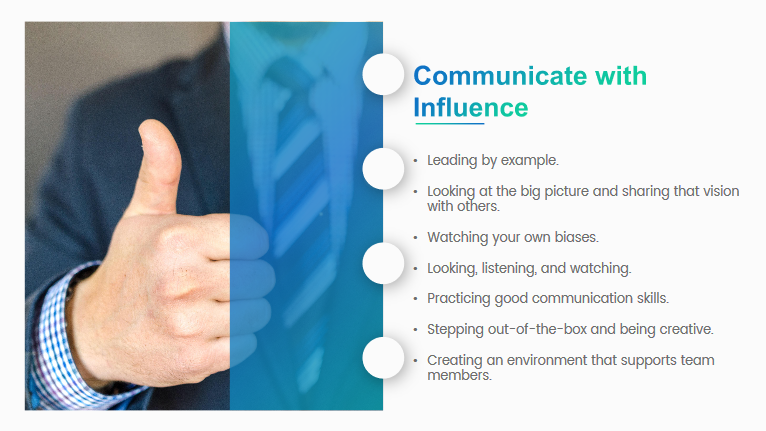 Communicate with
Influence
• Leading by example.
• Looking at the big picture and sharing that vision
with others.
• Watching your own biases.
• Looking, listening, and watching.
• Practicing good communication skills.
• Stepping out-of-the-box and being creative.
• Creating an environment that supports team
members.